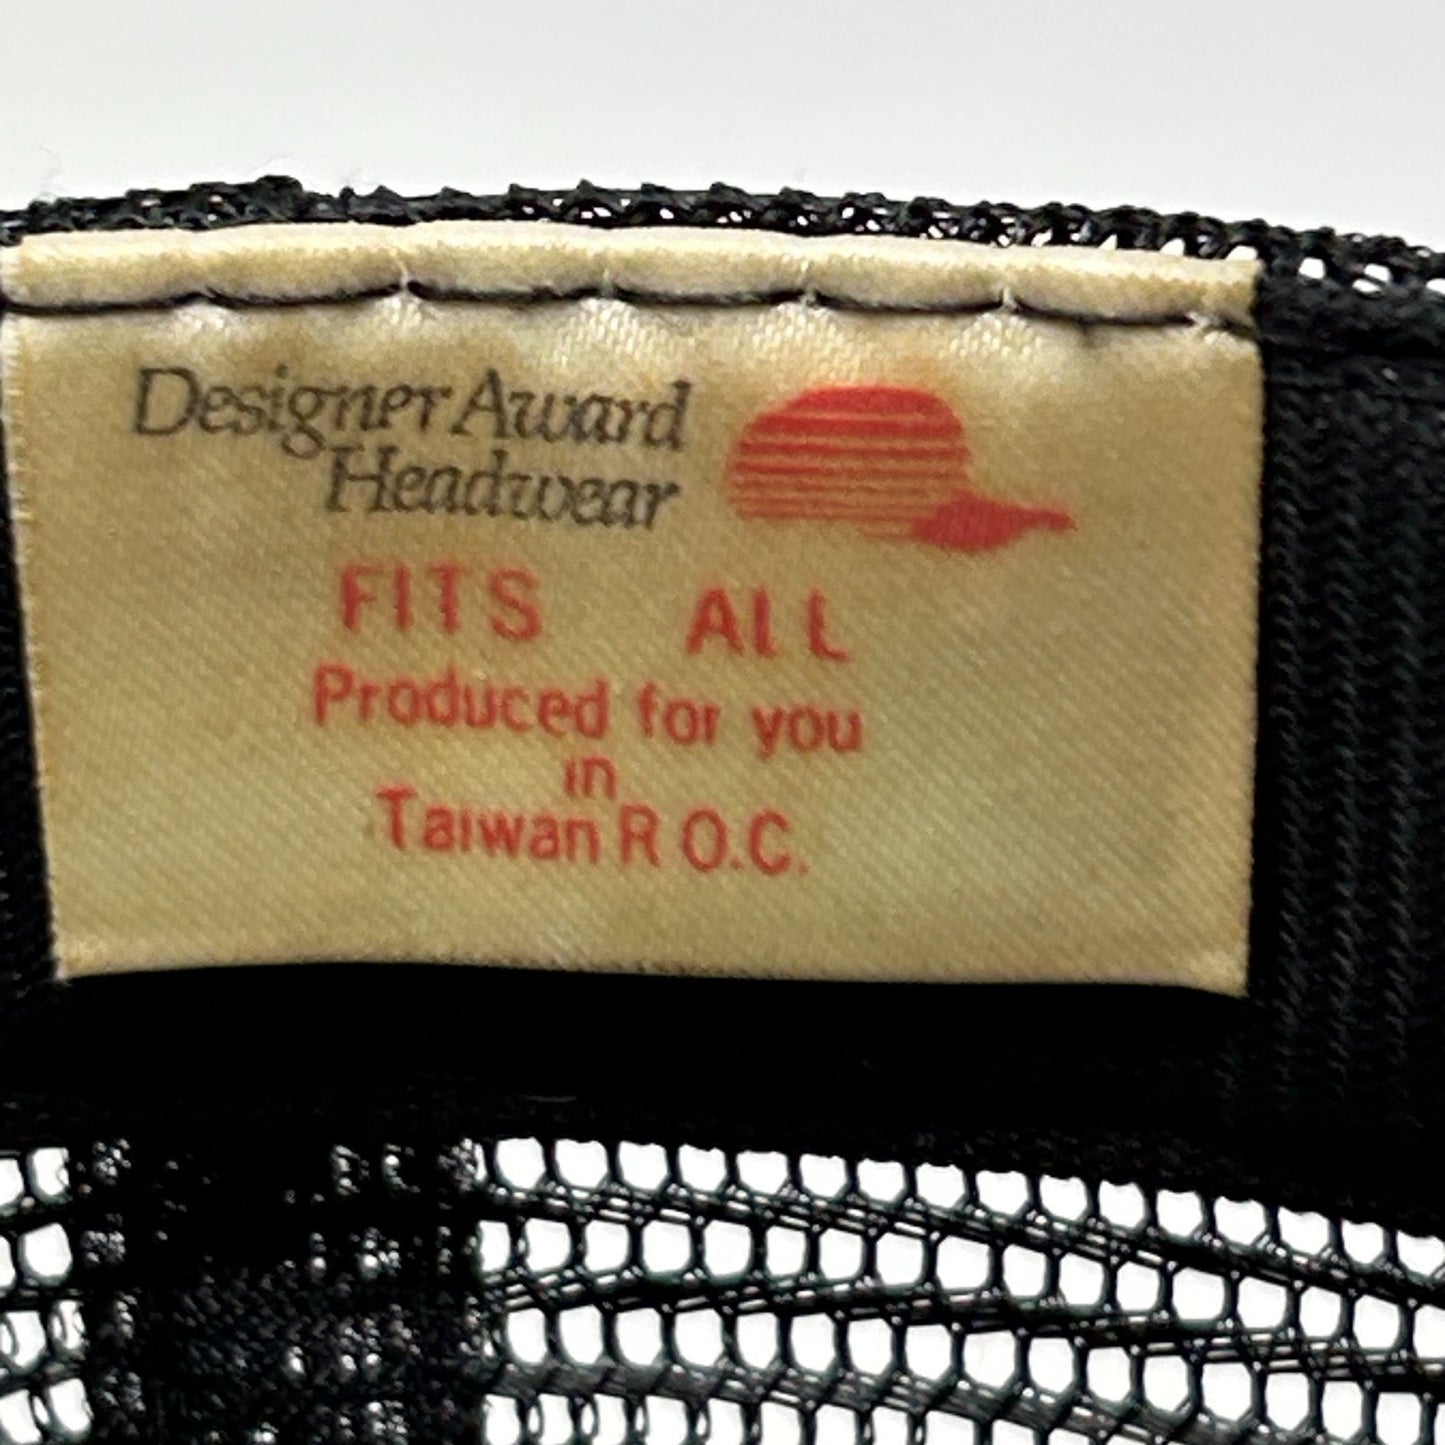 Designer Award
Headwear
FITS ALL
Produced for you
in
Taiwan R O.C.